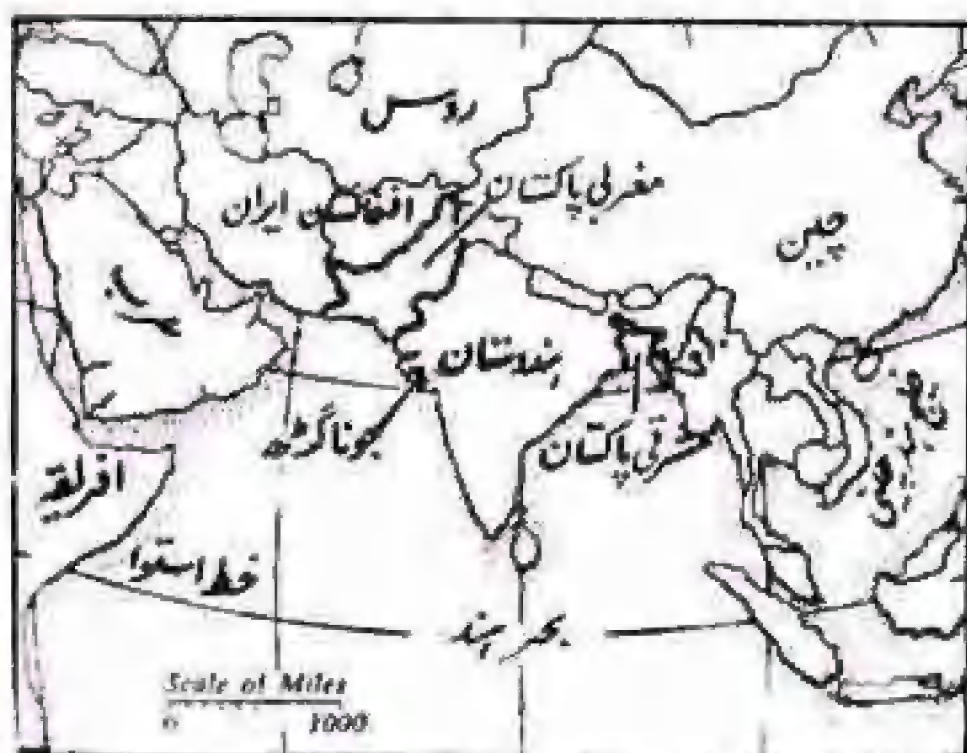 روس
مغربی پاکستان
افغانستان
ایران
چین
عرب
ہندستان
جوناگڑھ
مشرقی پاکستان
افریقہ
خط استوا
بحر ہند
Scale of Miles
0 1000